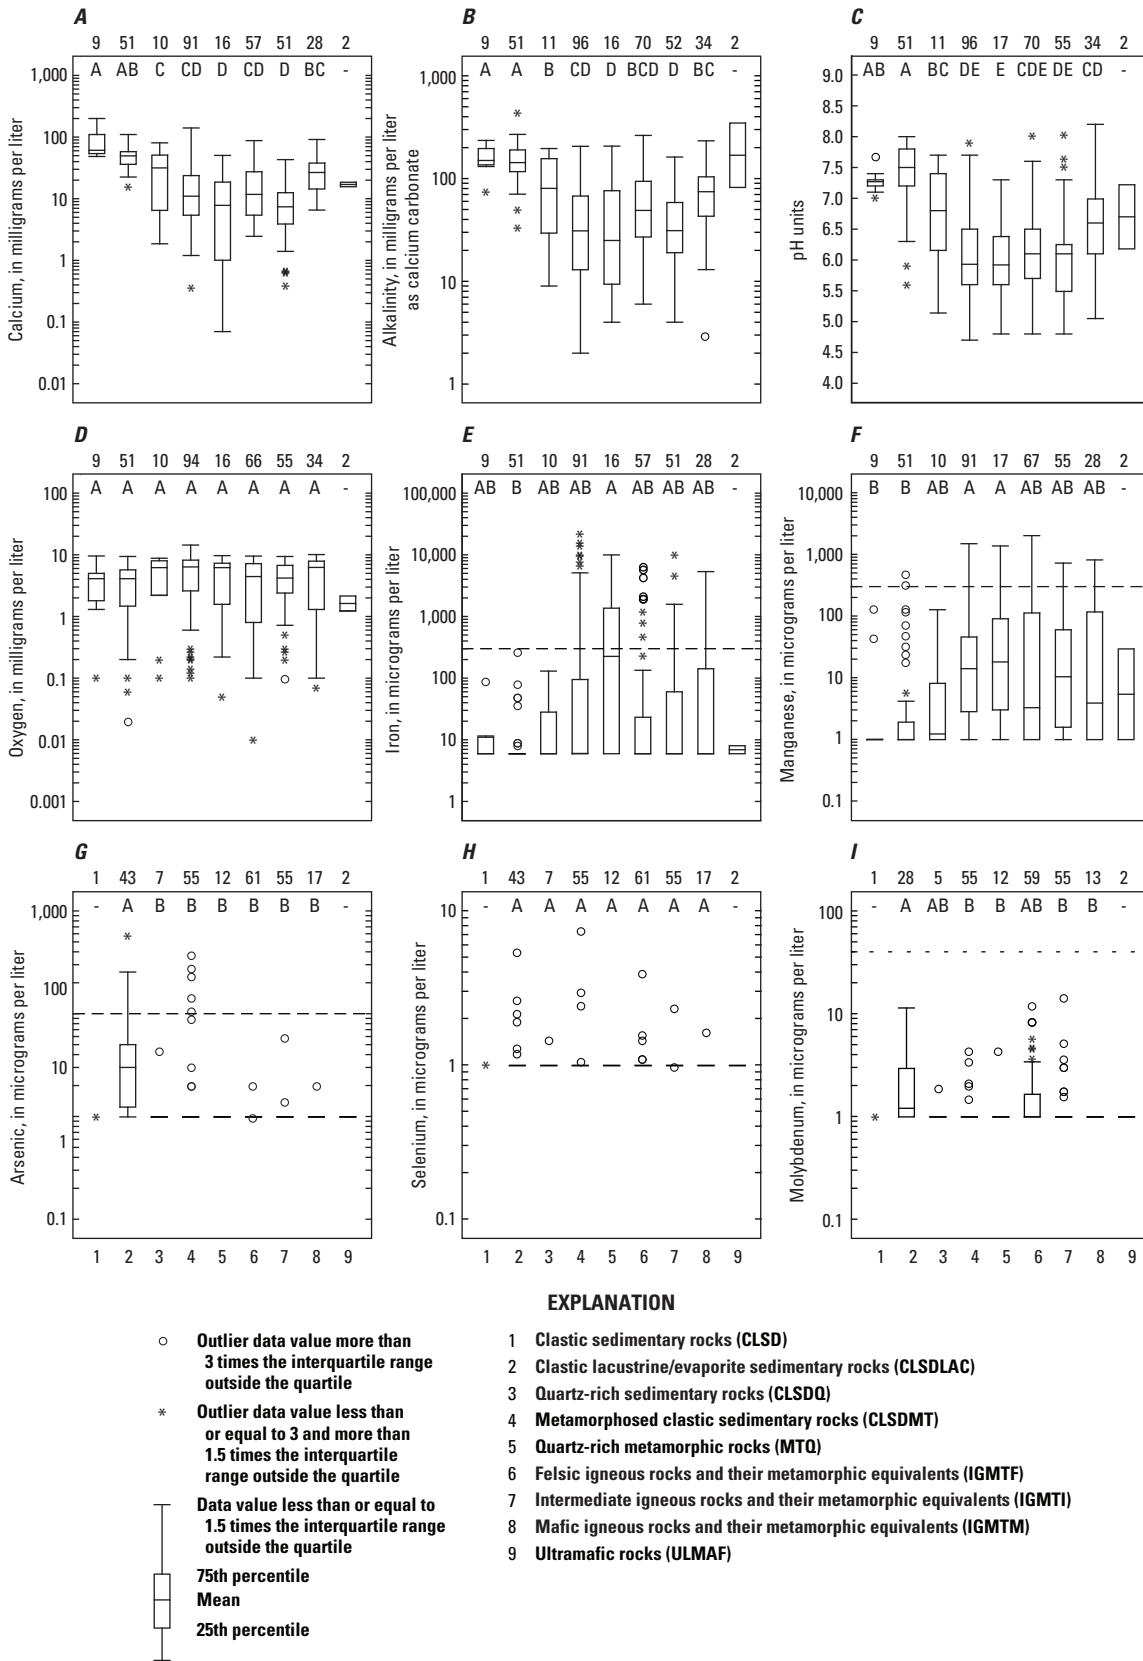 A
9 51 10 91 16 57 51 28 2
A AB C CD D CD D BC -
1,000
100
10
1
0.1
0.01
Calcium, in milligrams per liter
B
9 51 11 96 16 70 52 34 2
A A B CD D BCD D BC -
1,000
100
10
1
Alkalinity, in milligrams per liter
as calcium carbonate
C
9 51 11 96 17 70 55 34 2
AB A BC DE E CDE DE CD -
9.0
8.5
8.0
7.5
7.0
6.5
6.0
5.5
5.0
4.5
4.0
pH units
D
9 51 10 94 16 66 55 34 2
A A A A A A A A -
100
10
1
0.1
0.01
0.001
Oxygen, in milligrams per liter
E
9 51 10 91 16 57 51 28 2
AB B AB AB A AB AB AB -
100,000
10,000
1,000
100
10
1
Iron, in micrograms per liter
F
9 51 10 91 17 67 55 28 2
B B AB A A AB AB AB -
10,000
1,000
100
10
1
0.1
Manganese, in micrograms per liter
G
1 43 7 55 12 61 55 17 2
- A B B B B B B -
1,000
100
10
1
0.1
Arsenic, in micrograms per liter
1 2 3 4 5 6 7 8 9
H
1 43 7 55 12 61 55 17 2
- A A A A A A A -
10
1
0.1
Selenium, in micrograms per liter
1 2 3 4 5 6 7 8 9
I
1 28 5 55 12 59 55 13 2
- A AB B B AB B B -
100
10
1
0.1
Molybdenum, in micrograms per liter
1 2 3 4 5 6 7 8 9
EXPLANATION
Outlier data value more than
3 times the interquartile range
outside the quartile
Outlier data value less than
or equal to 3 and more than
1.5 times the interquartile
range outside the quartile
Data value less than or equal to
1.5 times the interquartile range
outside the quartile
75th percentile
Mean
25th percentile
1 Clastic sedimentary rocks (CLSD)
2 Clastic lacustrine/evaporite sedimentary rocks (CLSDLAC)
3 Quartz-rich sedimentary rocks (CLSDQ)
4 Metamorphosed clastic sedimentary rocks (CLSDMT)
5 Quartz-rich metamorphic rocks (MTQ)
6 Felsic igneous rocks and their metamorphic equivalents (IGMTF)
7 Intermediate igneous rocks and their metamorphic equivalents (IGMTI)
8 Mafic igneous rocks and their metamorphic equivalents (IGMTM)
9 Ultramafic rocks (ULMAF)